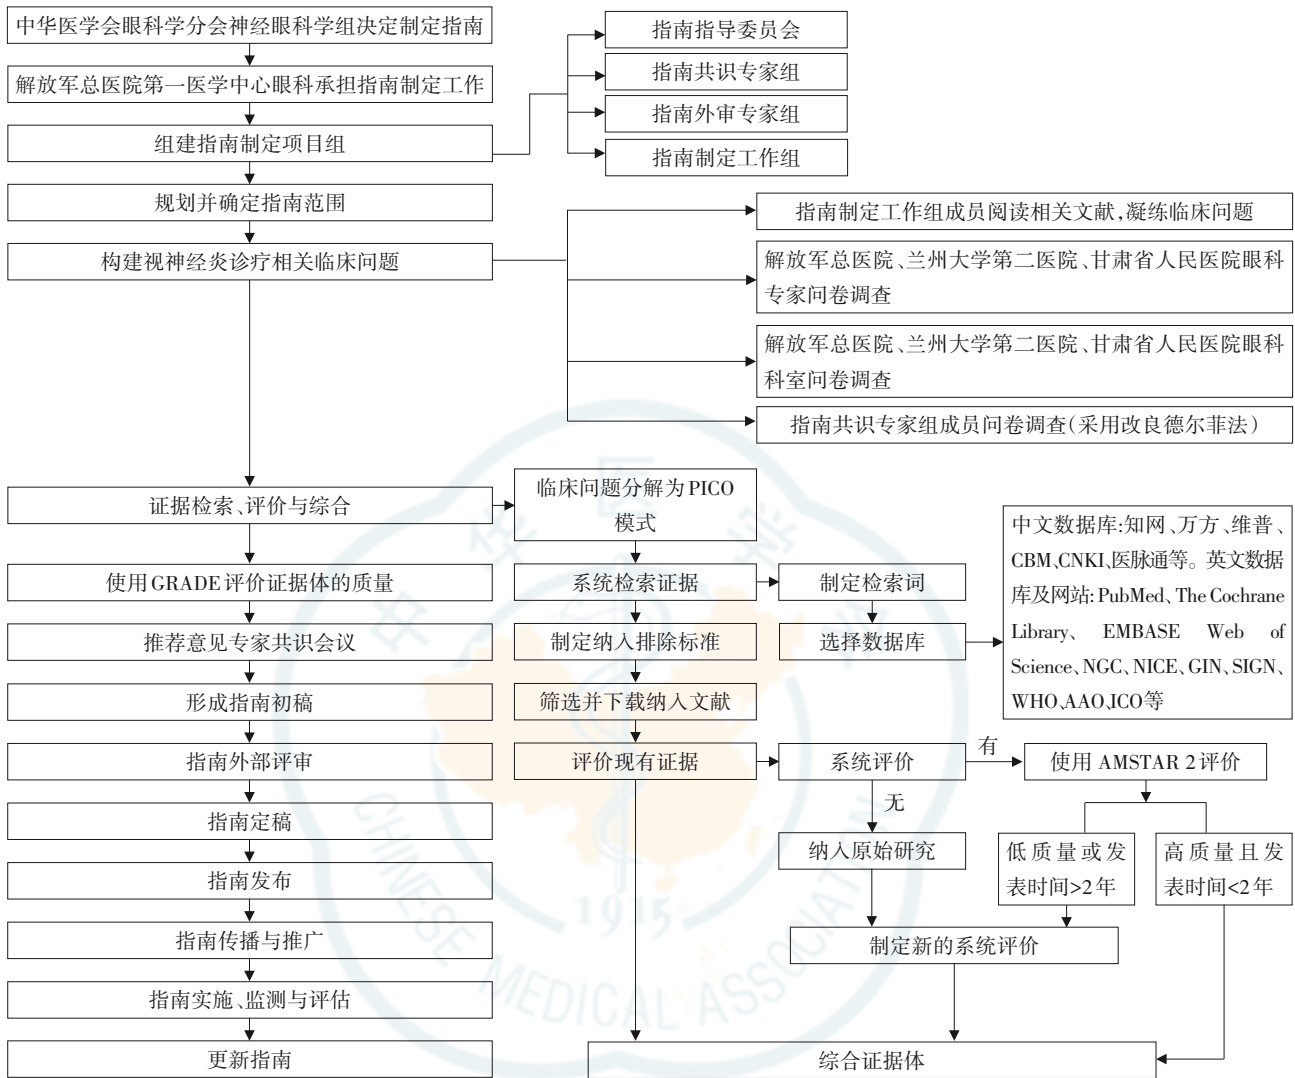 中华医学会眼科学分会神经眼科学组决定制定指南
解放军总医院第一医学中心眼科承担指南制定工作
组建指南制定项目组
规划并确定指南范围
构建视神经炎诊疗相关临床问题
指南指导委员会
指南共识专家组
指南外审专家组
指南制定工作组
指南制定工作组成员阅读相关文献,凝练临床问题
解放军总医院、兰州大学第二医院、甘肃省人民医院眼科
专家问卷调查
解放军总医院、兰州大学第二医院、甘肃省人民医院眼科
科室问卷调查
指南共识专家组成员问卷调查(采用改良德尔菲法)
证据检索、评价与综合
使用GRADE评价证据体的质量
推荐意见专家共识会议
形成指南初稿
指南外部评审
指南定稿
指南发布
指南传播与推广
指南实施、监测与评估
更新指南
临床问题分解为PICO
模式
系统检索证据
制定纳入排除标准
筛选并下载纳入文献
评价现有证据
制定检索词
选择数据库
中文数据库:知网、万方、维普、
CBM、CNKI、医脉通等。英文数据
库及网站: PubMed、The Cochrane
Library、 EMBASE Web of
Science、NGC、NICE、GIN、SIGN、
WHO、AAO、ICO等
系统评价
有
使用 AMSTAR 2评价
无
纳入原始研究
低质量或发
表时间>2年
高质量且发
表时间<2年
制定新的系统评价
综合证据体
中华医学会
1915
CHINESE MEDICAL ASSOCIATION